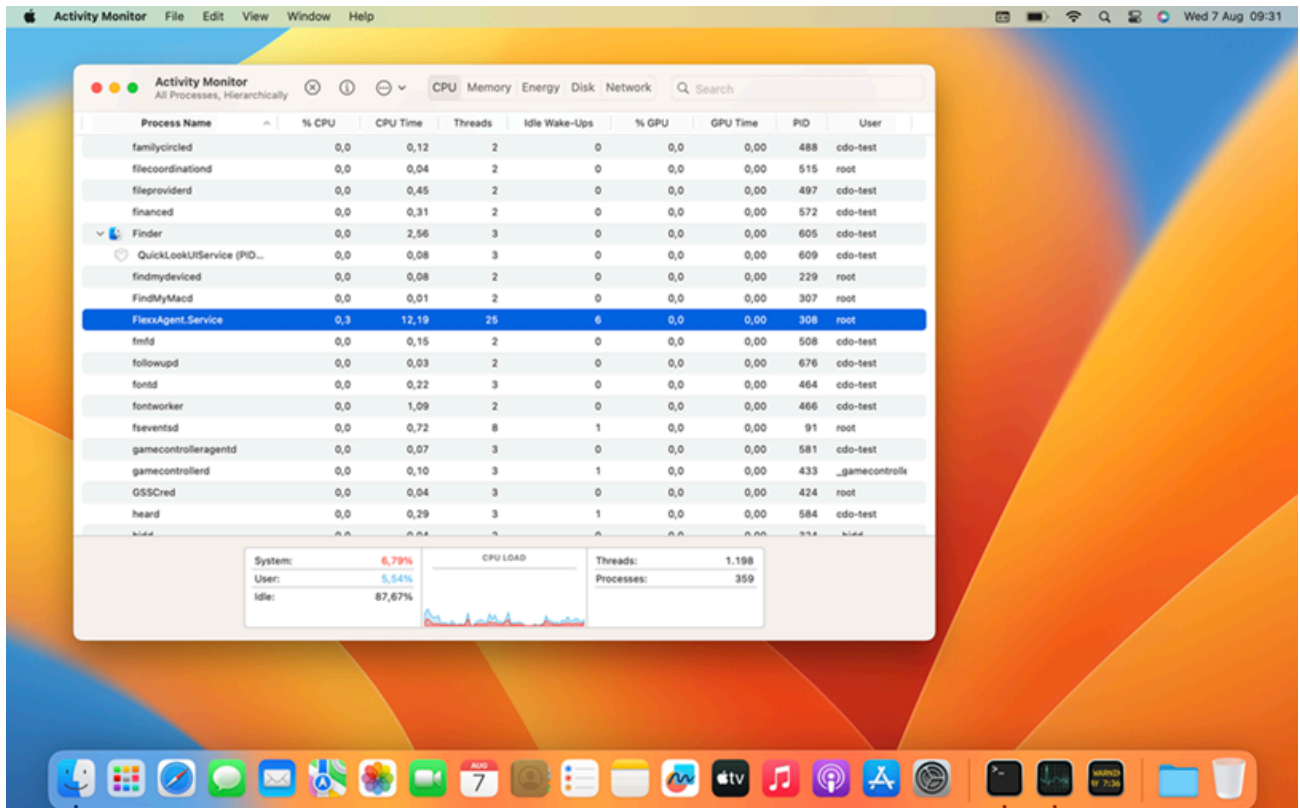 Activity Monitor File Edit View Window Help Wed 7 Aug 09:31
Activity Monitor
All Processes, Hierarchically
CPU Memory Energy Disk Network Search
Process Name % CPU CPU Time Threads Idle Wake-Ups % GPU GPU Time PID User
familycircled 0,0 0,12 2 0 0,0 0,00 488 cdo-test
filecoordinationd 0,0 0,04 2 0 0,0 0,00 515 root
fileproviderd 0,0 0,45 2 0 0,0 0,00 497 cdo-test
financed 0,0 0,31 2 0 0,0 0,00 572 cdo-test
Finder 0,0 2,56 3 0 0,0 0,00 605 cdo-test
QuickLookUIService (PID... 0,0 0,08 3 0 0,0 0,00 609 cdo-test
findmydeviced 0,0 0,08 2 0 0,0 0,00 229 root
FindMyMacd 0,0 0,01 2 0 0,0 0,00 307 root
FlexxAgent.Service 0,3 12,19 25 6 0,0 0,00 308 root
fmfd 0,0 0,15 2 0 0,0 0,00 508 cdo-test
followupd 0,0 0,03 2 0 0,0 0,00 676 cdo-test
fontd 0,0 0,22 3 0 0,0 0,00 464 cdo-test
fontworker 0,0 1,09 2 0 0,0 0,00 466 cdo-test
fseventsd 0,0 0,72 8 1 0,0 0,00 91 root
gamecontrolleragentd 0,0 0,07 3 0 0,0 0,00 581 cdo-test
gamecontrollerd 0,0 0,10 3 1 0,0 0,00 433 _gamecontrolle
GSSCred 0,0 0,04 3 0 0,0 0,00 424 root
heard 0,0 0,29 3 1 0,0 0,00 584 cdo-test
System: 6,79% CPU LOAD Threads: 1.198
User: 5,54% Processes: 359
Idle: 87,67%
AUG
7
tv
WARNIN
AY 7:36